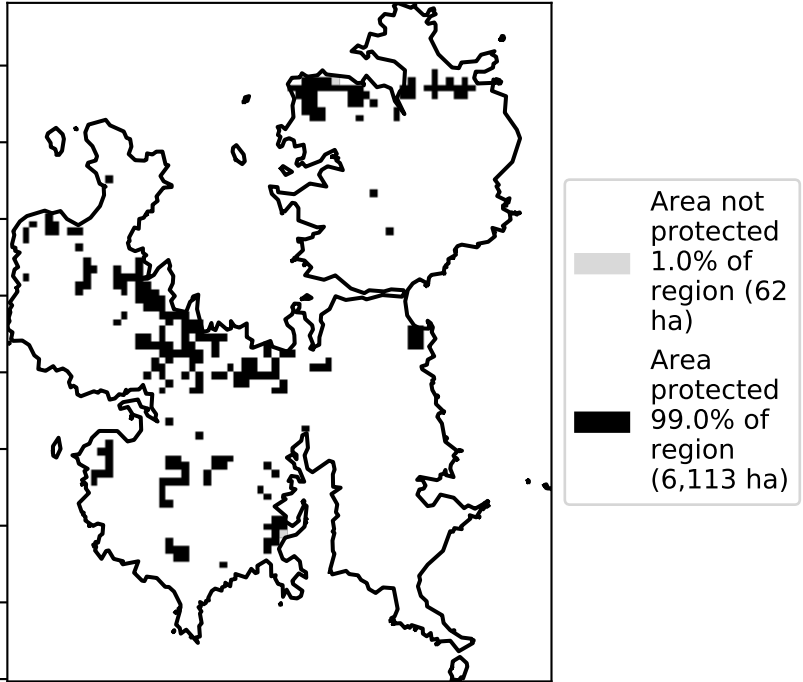 Area not
protected
1.0% of
region (62
ha)
Area
protected
99.0% of
region
(6,113 ha)